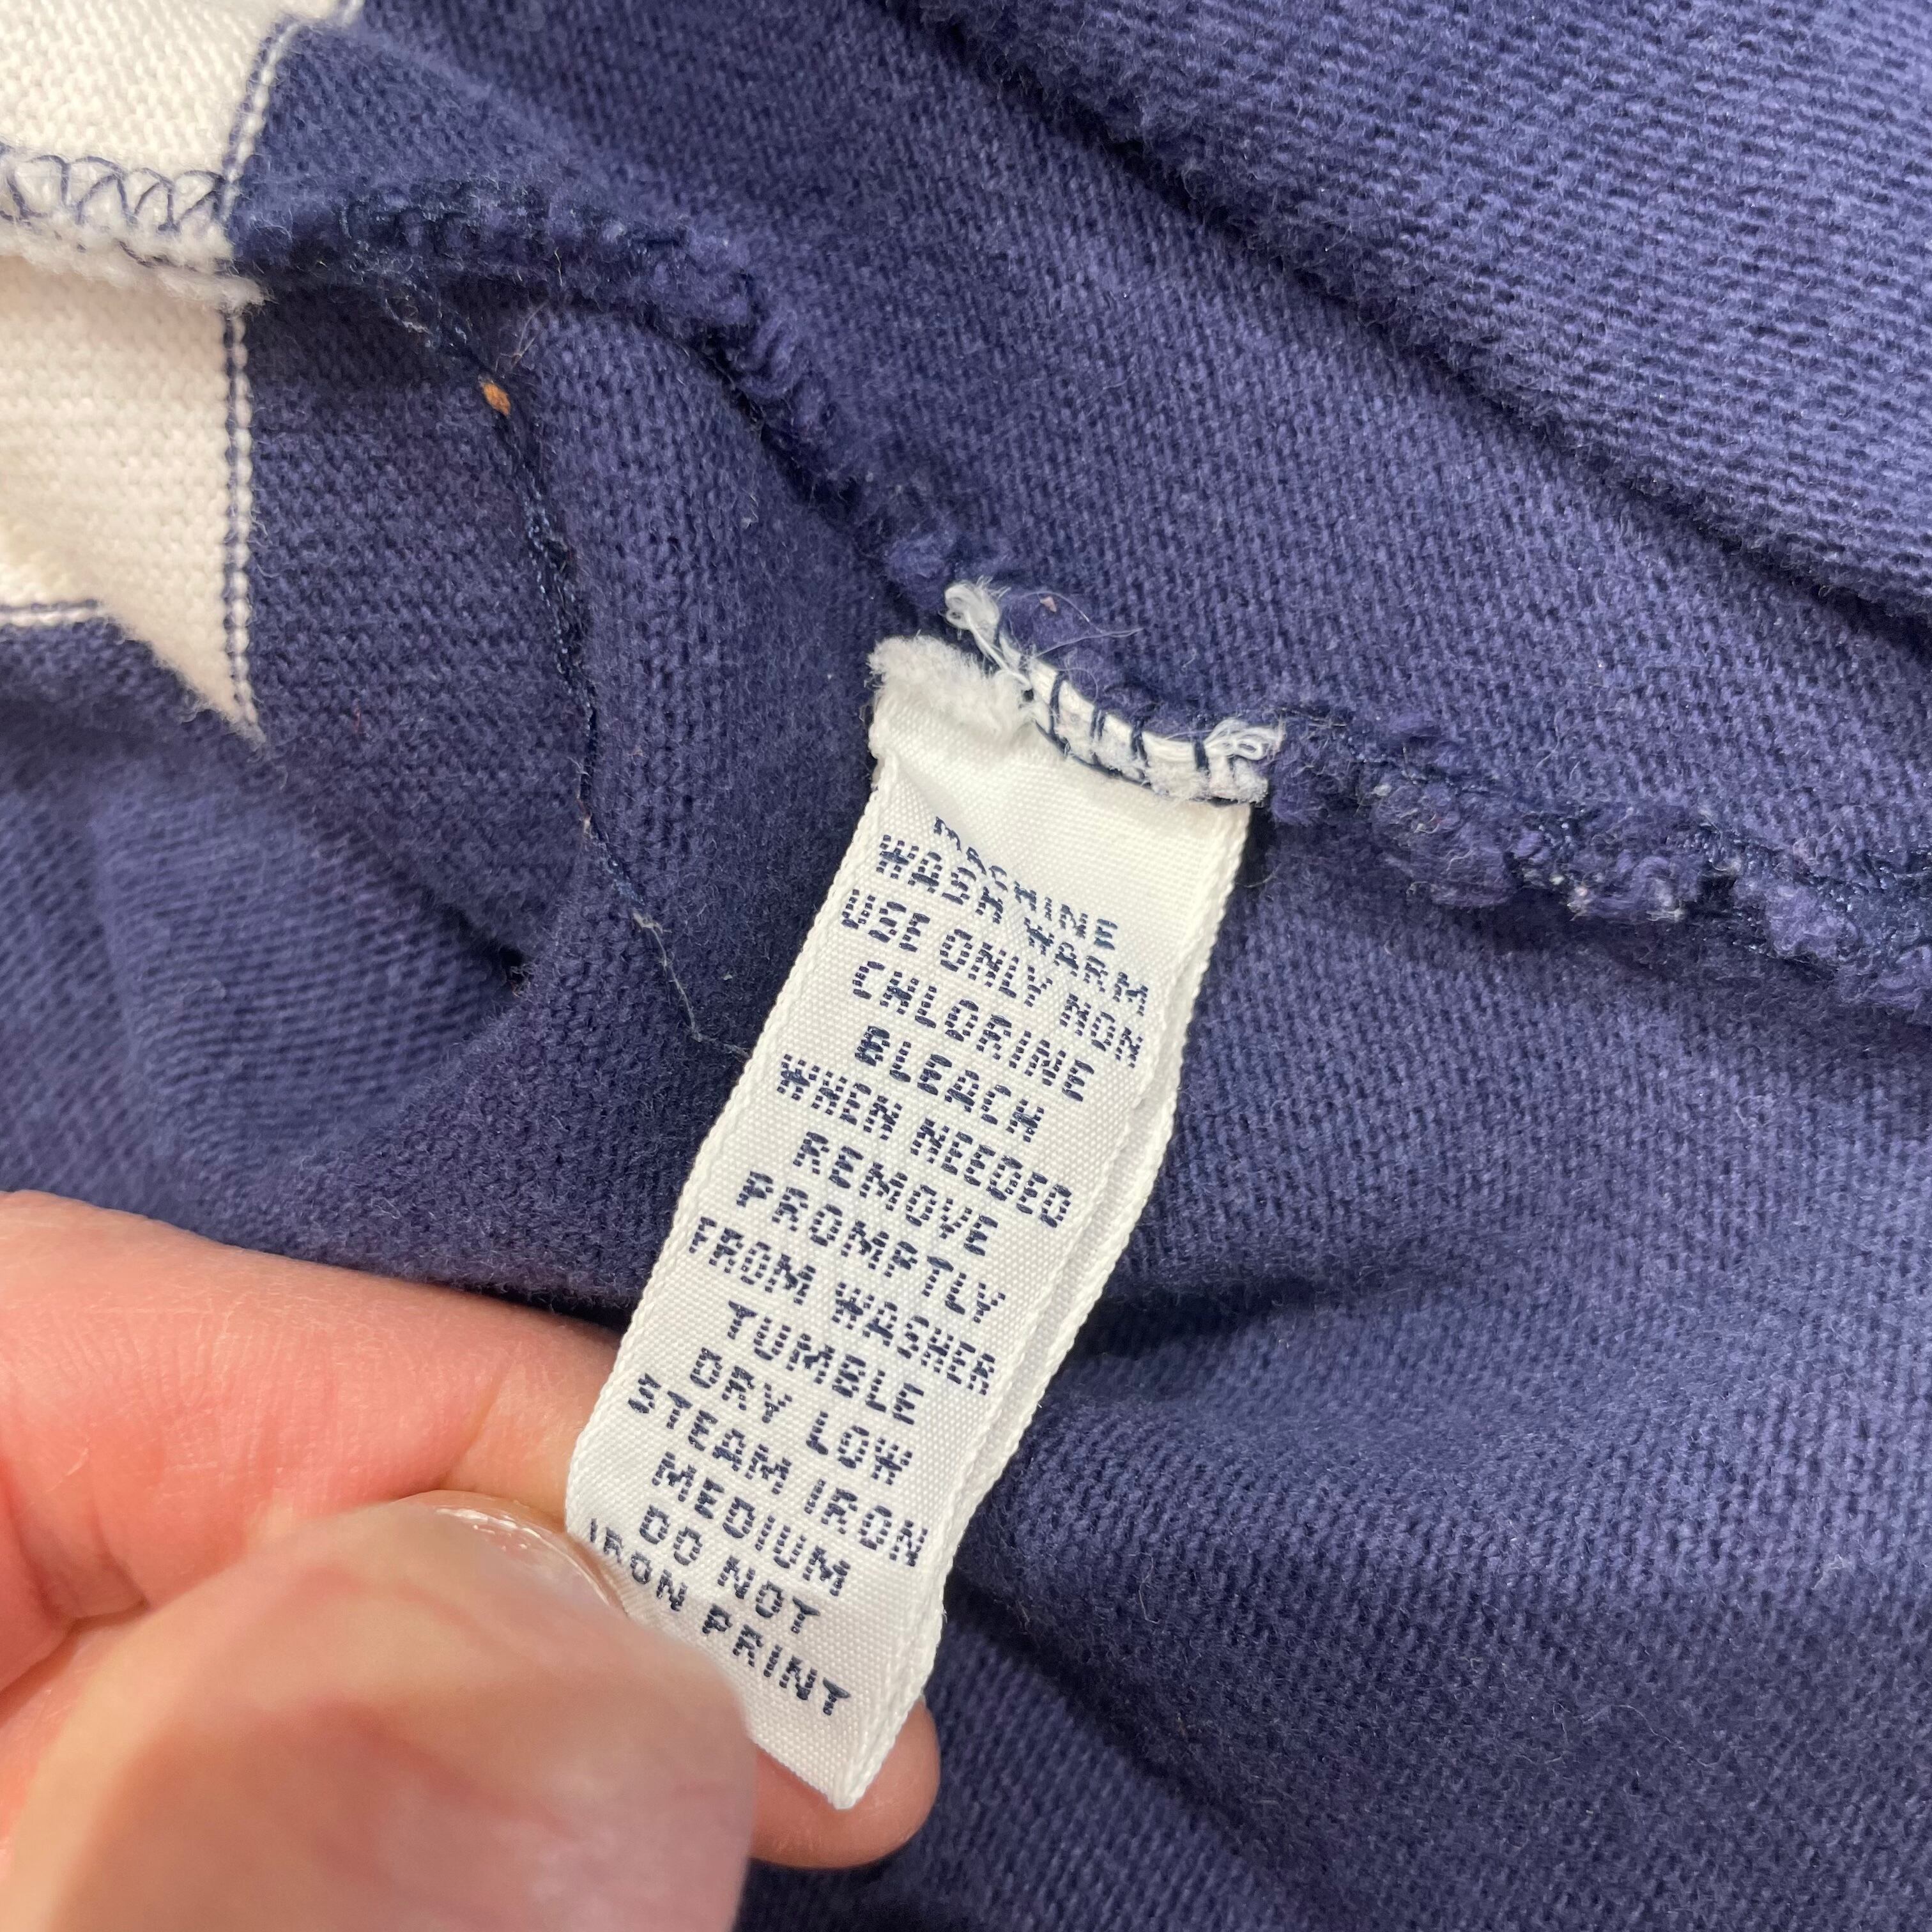 MACHINE
WASH WARM
USE ONLY NON
CHLORINE
BLEACH
WHEN NEEDED
REMOVE
PROMPTLY
FROM WASHER
TUMBLE
DRY LOW
STEAM IRON
MEDIUM
DO NOT
IRON PRINT